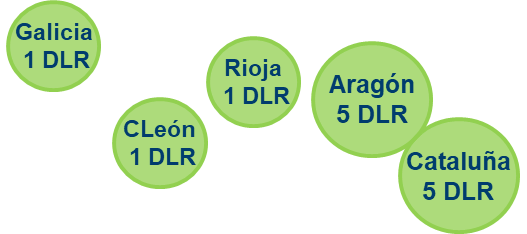 Galicia
1 DLR
Rioja
1 DLR
Aragón
5 DLR
CLeón
1 DLR
Cataluña
5 DLR